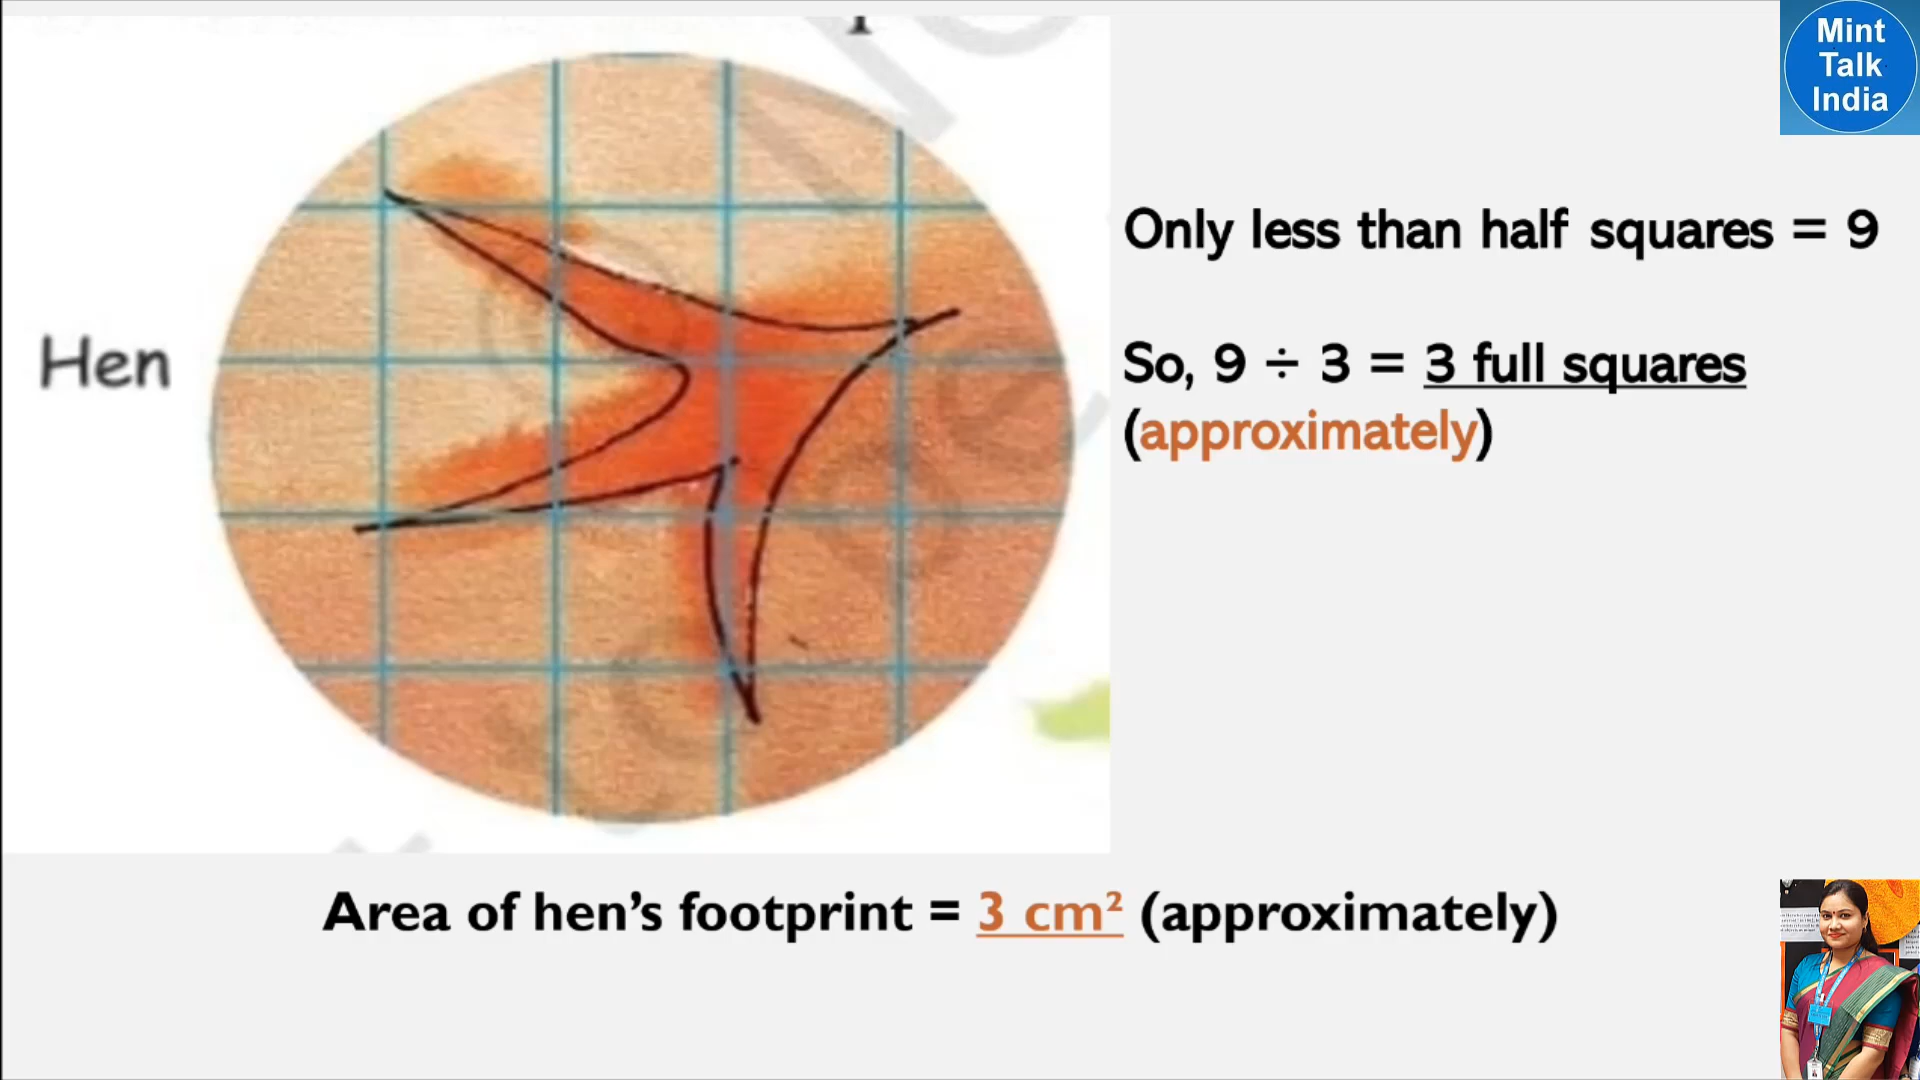 Mint
Talk
India
Only less than half squares = 9
Hen
So, 9 ÷ 3 = 3 full squares
(approximately)
Area of hen’s footprint = 3 cm² (approximately)